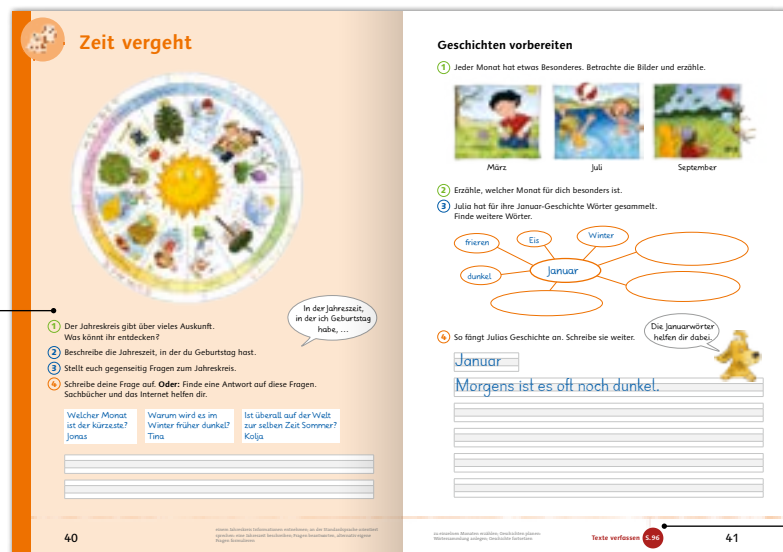 Zeit vergeht
In der Jahreszeit,
in der ich Geburtstag
habe, ...
1 Der Jahreskreis gibt über vieles Auskunft.
Was könnt ihr entdecken?
2 Beschreibe die Jahreszeit, in der du Geburtstag hast.
3 Stellt euch gegenseitig Fragen zum Jahreskreis.
4 Schreibe deine Frage auf. Oder: Finde eine Antwort auf diese Fragen.
Sachbücher und das Internet helfen dir.
Welcher Monat
ist der kürzeste?
Jonas
Warum wird es im
Winter früher dunkel?
Tina
Ist überall auf der Welt
zur selben Zeit Sommer?
Kolja
40
Geschichten vorbereiten
1 Jeder Monat hat etwas Besonderes. Betrachte die Bilder und erzähle.
März
Juli
September
2 Erzähle, welcher Monat für dich besonders ist.
3 Julia hat für ihre Januar-Geschichte Wörter gesammelt.
Finde weitere Wörter.
frieren
Eis
Winter
dunkel
Januar
4 So fängt Julias Geschichte an. Schreibe sie weiter.
Die Januarwörter
helfen dir dabei.
Januar
Morgens ist es oft noch dunkel.
Texte verfassen S.96
41